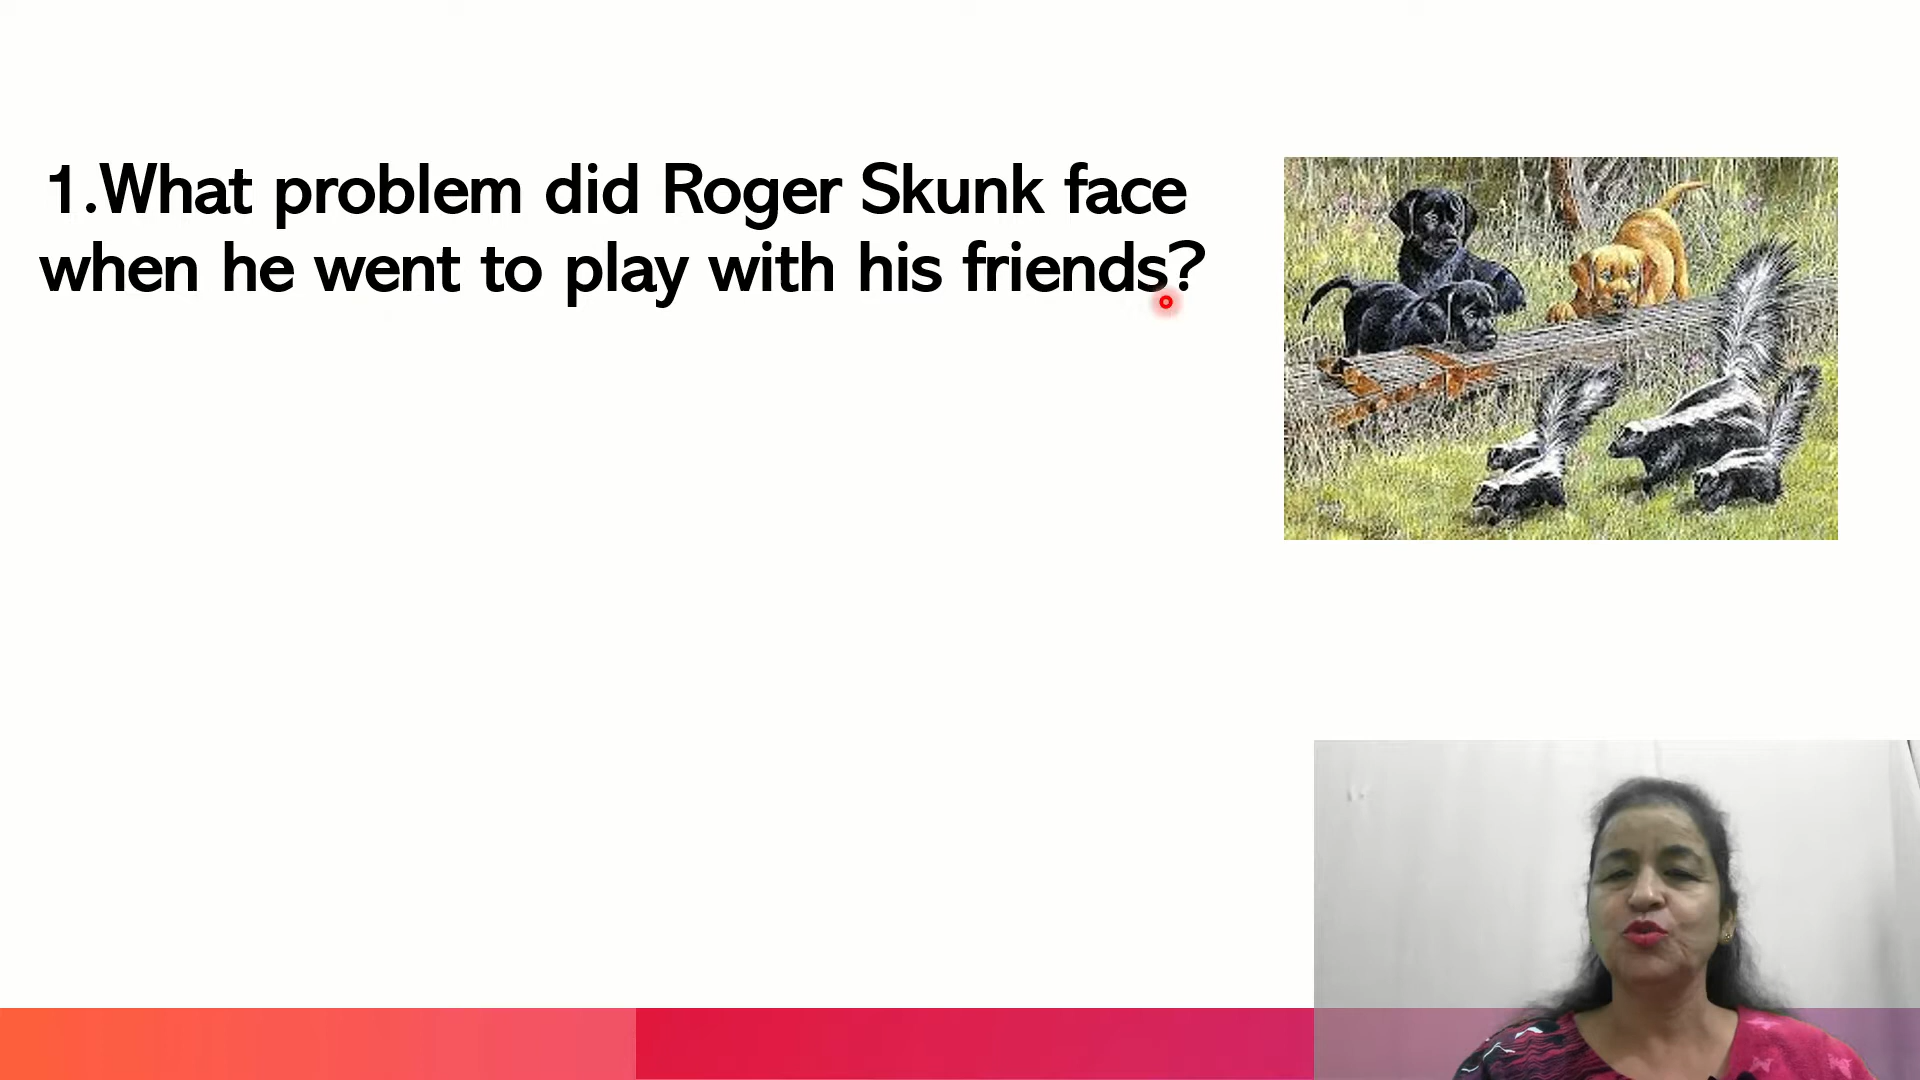 1.What problem did Roger Skunk face
when he went to play with his friends?